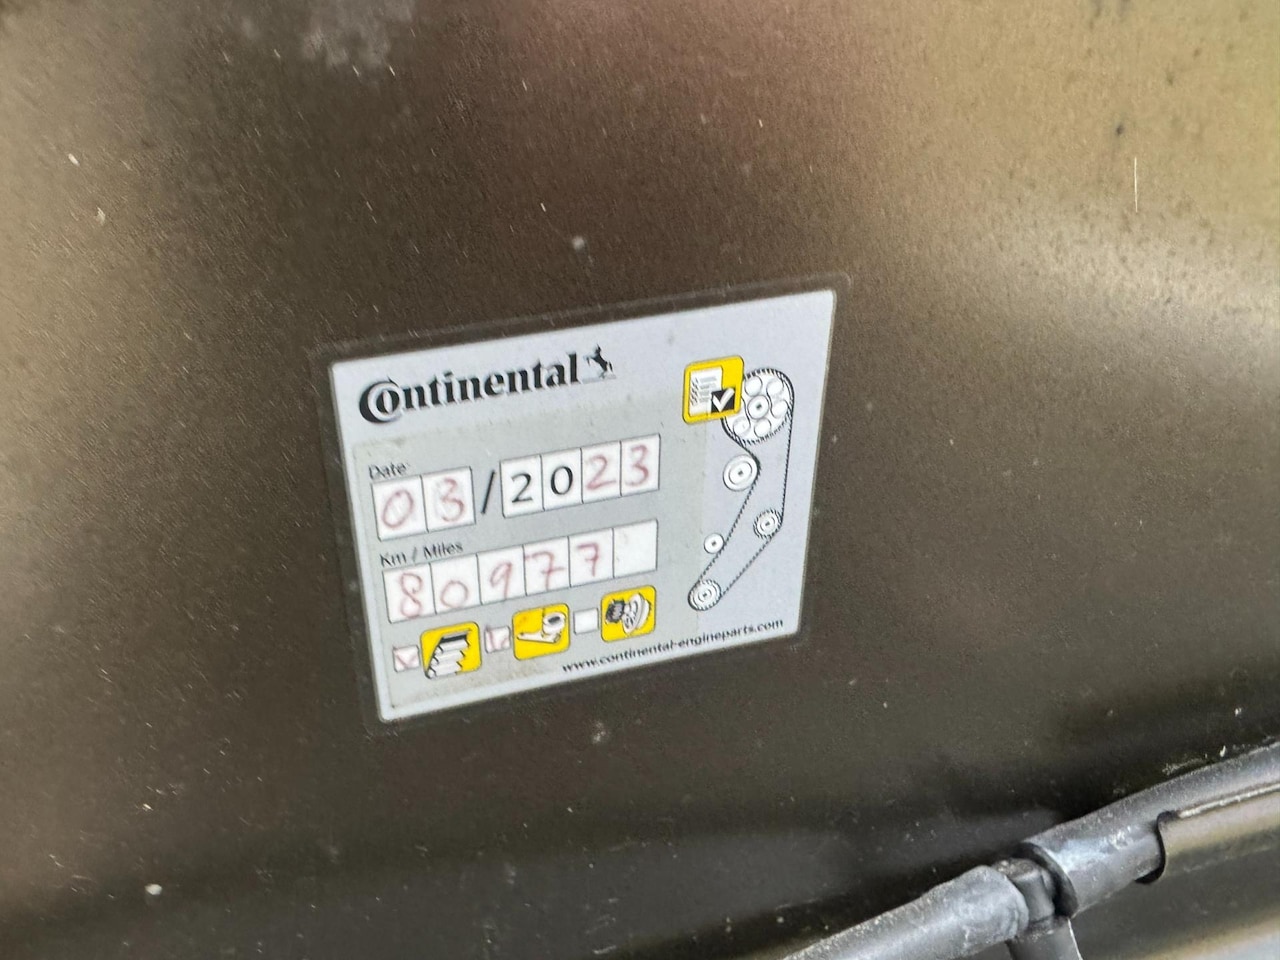 Continental
Date
03/2023
Km / Miles
80977
www.continental-engineparts.com